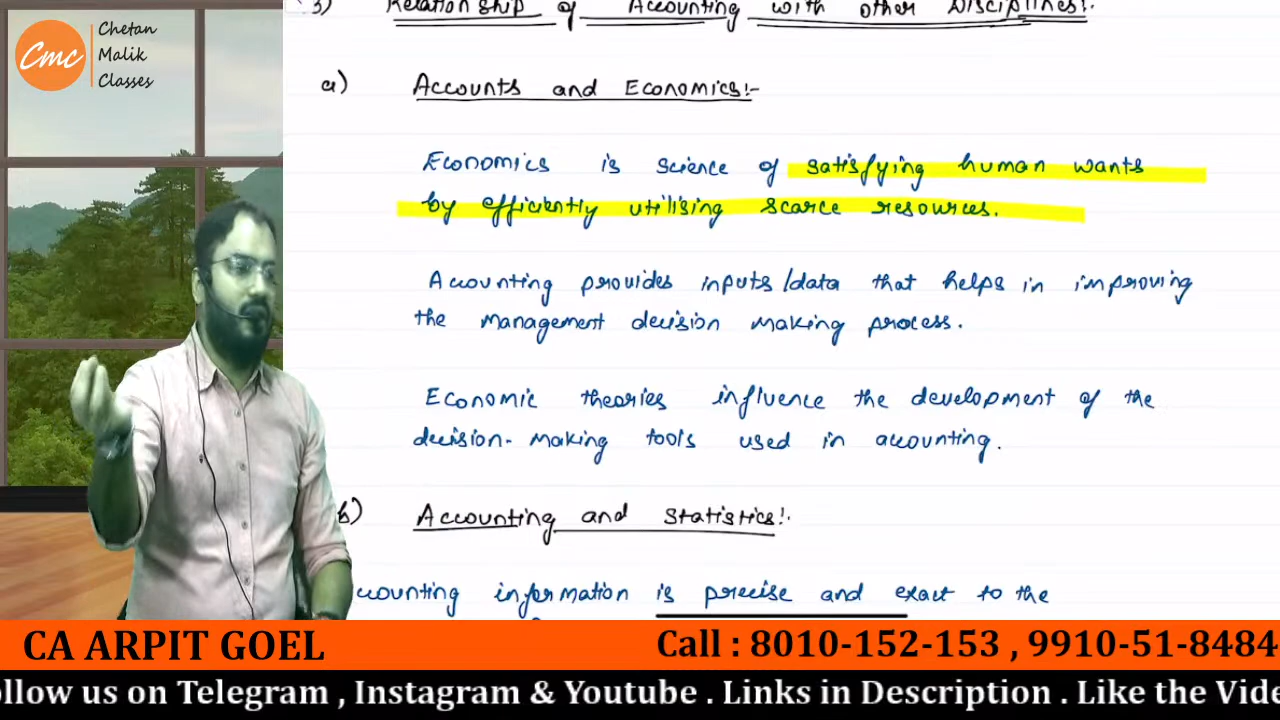 Cmc
Chetan
Malik
Classes
3) Relationship of Accounting with other Disciplines:-
a) Accounts and Economics:-
Economics is science of satisfying human wants
by efficiently utilising scarce resources.
Accounting provides inputs/data that helps in improving
the management decision making process.
Economic theories influence the development of the
decision-making tools used in accounting.
b) Accounting and Statistics:-
ccounting information is precise and exact to the
CA ARPIT GOEL
Call : 8010-152-153 , 9910-51-8484
ollow us on Telegram , Instagram & Youtube . Links in Description . Like the Vide